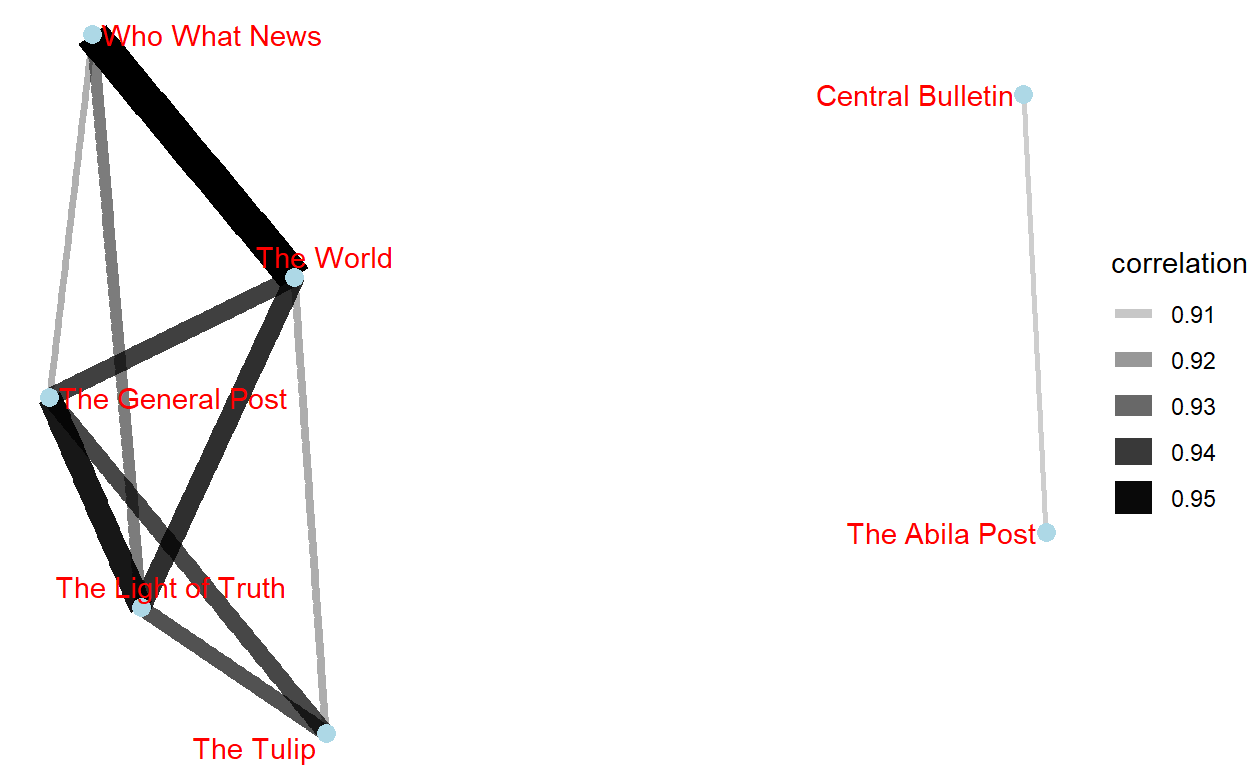 Who What News
Central Bulletin
The World
The General Post
The Light of Truth
The Abila Post
The Tulip
correlation
0.91
0.92
0.93
0.94
0.95